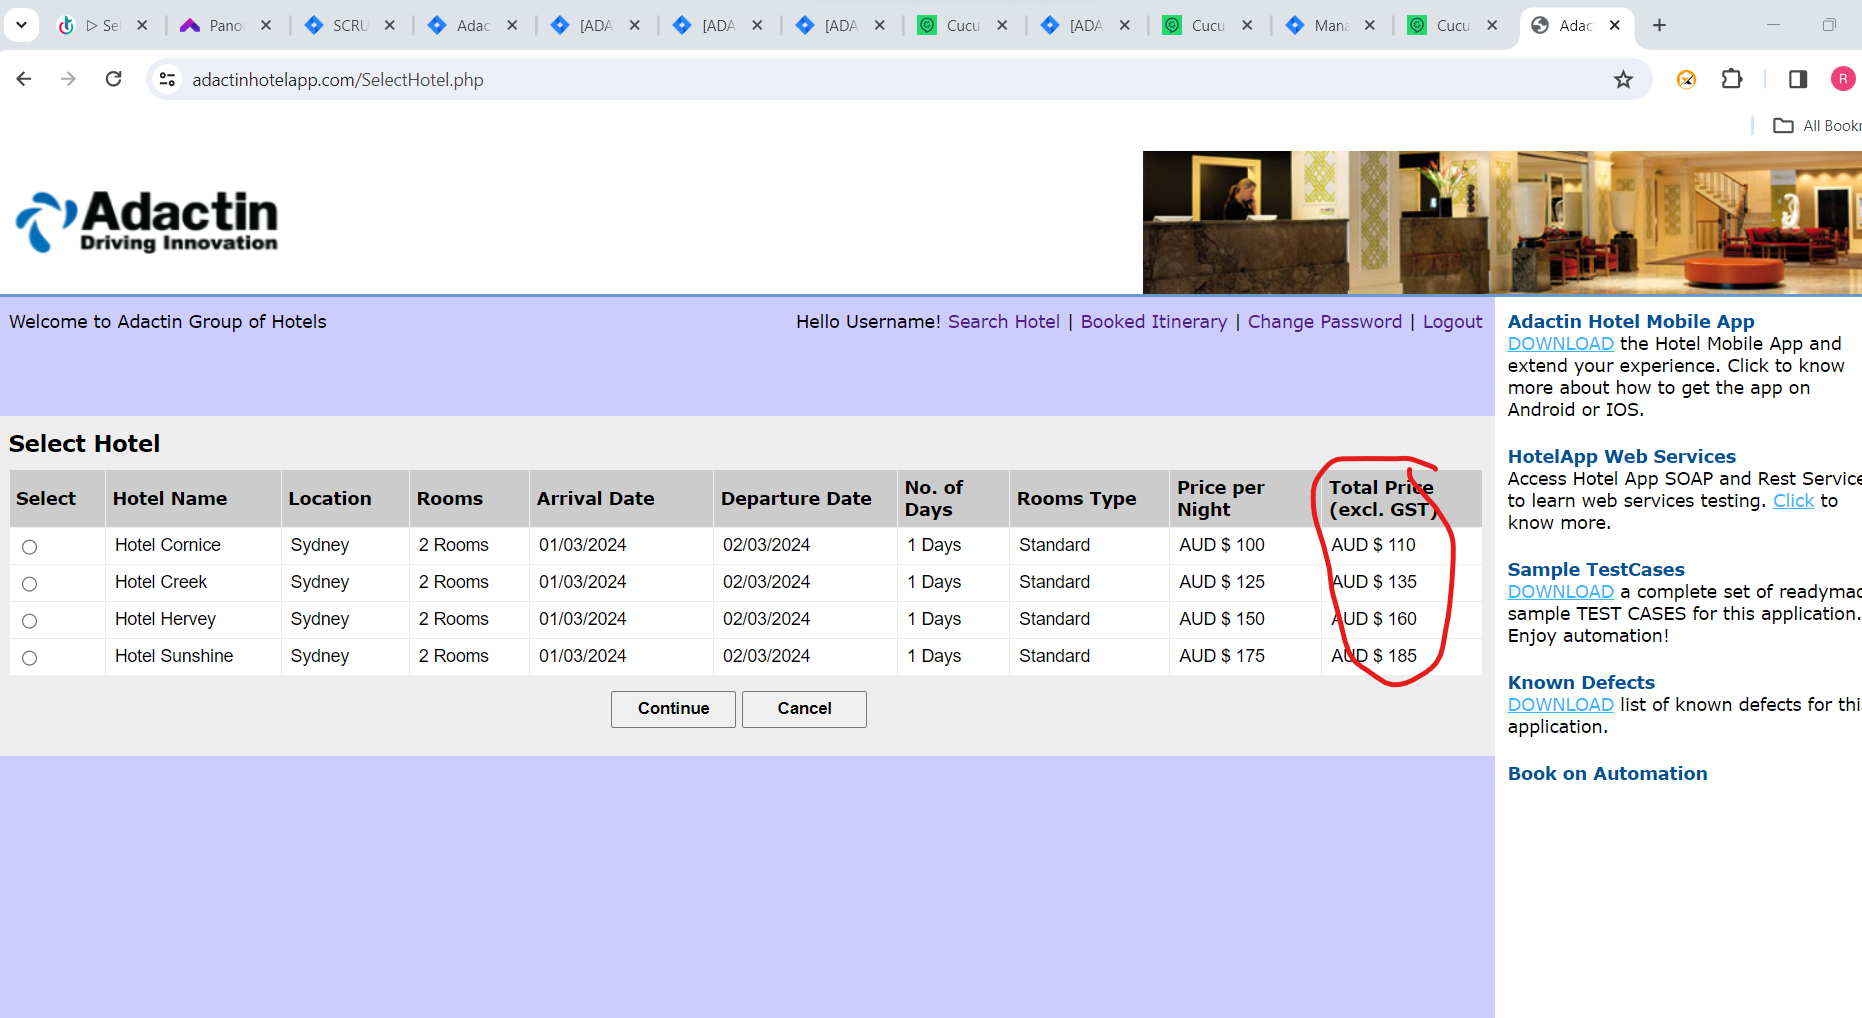 Sel
Pano
SCRU
Adac
[ADA
[ADA
[ADA
Cucu
[ADA
Cucu
Mana
Cucu
Adac
adactinhotelapp.com/SelectHotel.php
R
All Bookr
Adactin
Driving Innovation
Welcome to Adactin Group of Hotels
Hello Username! Search Hotel | Booked Itinerary | Change Password | Logout
Select Hotel
Select Hotel Name Location Rooms Arrival Date Departure Date No. of Days Rooms Type Price per Night Total Price (excl. GST)
Hotel Cornice Sydney 2 Rooms 01/03/2024 02/03/2024 1 Days Standard AUD $ 100 AUD $ 110
Hotel Creek Sydney 2 Rooms 01/03/2024 02/03/2024 1 Days Standard AUD $ 125 AUD $ 135
Hotel Hervey Sydney 2 Rooms 01/03/2024 02/03/2024 1 Days Standard AUD $ 150 AUD $ 160
Hotel Sunshine Sydney 2 Rooms 01/03/2024 02/03/2024 1 Days Standard AUD $ 175 AUD $ 185
Continue Cancel
Adactin Hotel Mobile App
DOWNLOAD the Hotel Mobile App and
extend your experience. Click to know
more about how to get the app on
Android or IOS.
HotelApp Web Services
Access Hotel App SOAP and Rest Service
to learn web services testing. Click to
know more.
Sample TestCases
DOWNLOAD a complete set of readymad
sample TEST CASES for this application.
Enjoy automation!
Known Defects
DOWNLOAD list of known defects for thi
application.
Book on Automation